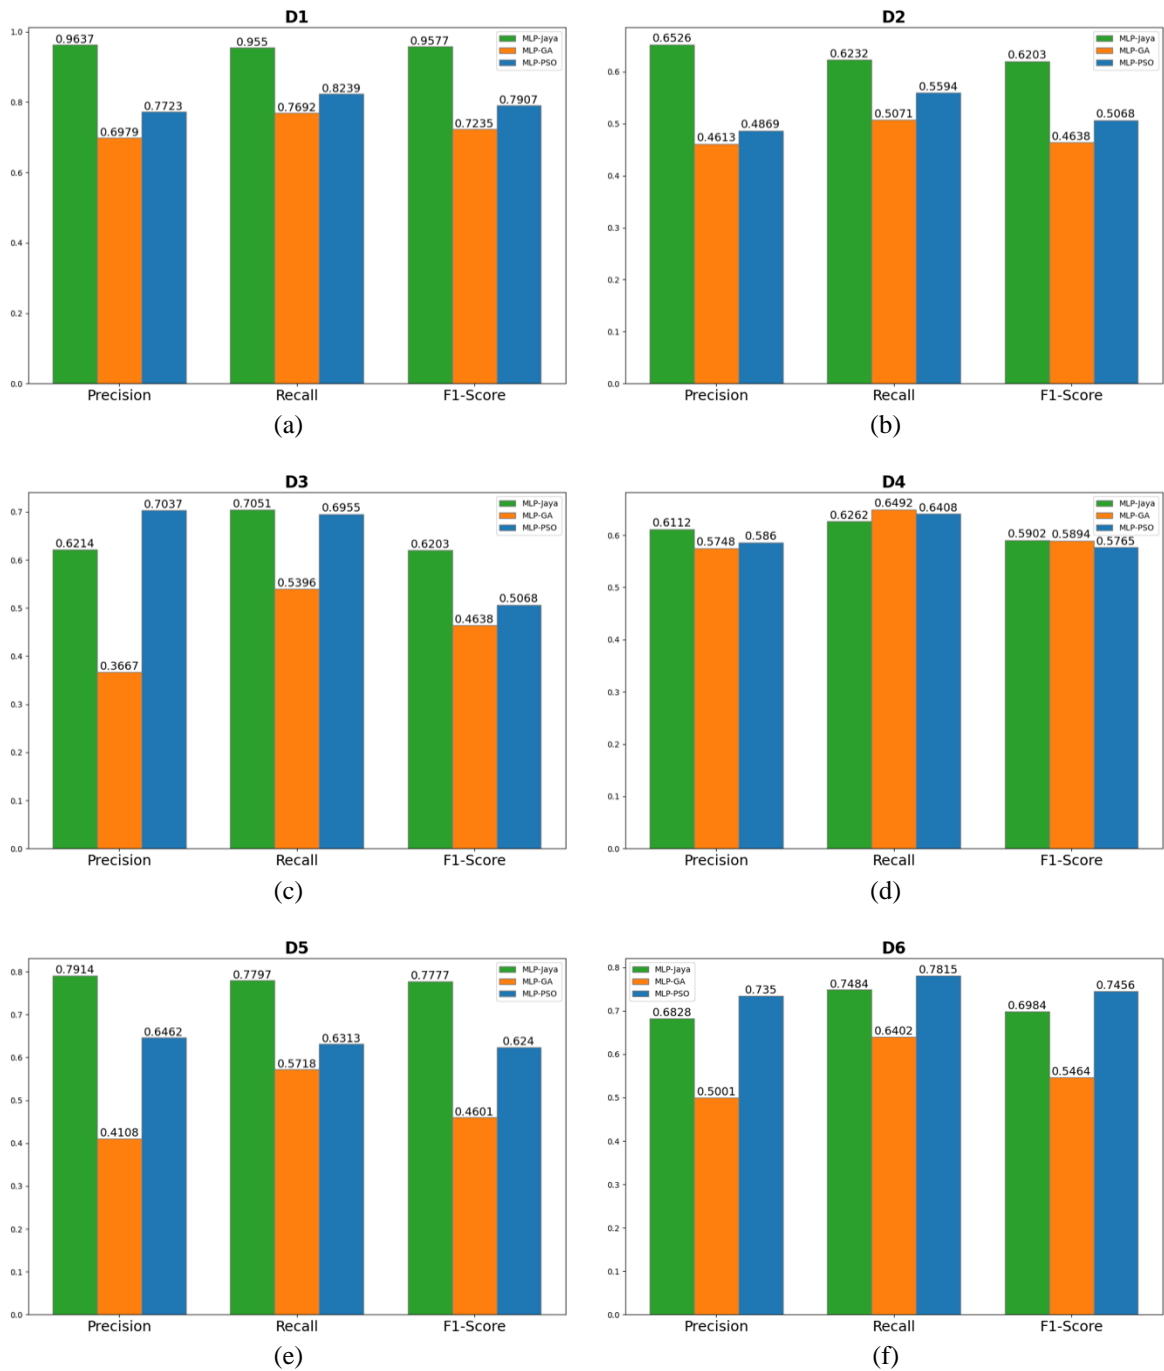 D1
1.0
0.8
0.6
0.4
0.2
0.0
0.9637
0.6979
0.7723
0.955
0.7692
0.8239
0.9577
0.7235
0.7907
MLP-Jaya
MLP-GA
MLP-PSO
Precision
Recall
F1-Score
(a)
D2
0.6
0.5
0.4
0.3
0.2
0.1
0.0
0.6526
0.4613
0.4869
0.6232
0.5071
0.5594
0.6203
0.4638
0.5068
MLP-Jaya
MLP-GA
MLP-PSO
Precision
Recall
F1-Score
(b)
D3
0.7
0.6
0.5
0.4
0.3
0.2
0.1
0.0
0.6214
0.3667
0.7037
0.7051
0.5396
0.6955
0.6203
0.4638
0.5068
MLP-Jaya
MLP-GA
MLP-PSO
Precision
Recall
F1-Score
(c)
D4
0.6
0.5
0.4
0.3
0.2
0.1
0.0
0.6112
0.5748
0.586
0.6262
0.6492
0.6408
0.5902
0.5894
0.5765
MLP-Jaya
MLP-GA
MLP-PSO
Precision
Recall
F1-Score
(d)
D5
0.8
0.7
0.6
0.5
0.4
0.3
0.2
0.1
0.0
0.7914
0.4108
0.6462
0.7797
0.5718
0.6313
0.7777
0.4601
0.624
MLP-Jaya
MLP-GA
MLP-PSO
Precision
Recall
F1-Score
(e)
D6
0.8
0.7
0.6
0.5
0.4
0.3
0.2
0.1
0.0
MLP-Jaya
MLP-GA
MLP-PSO
0.6828
0.5001
0.735
0.7484
0.6402
0.7815
0.6984
0.5464
0.7456
Precision
Recall
F1-Score
(f)